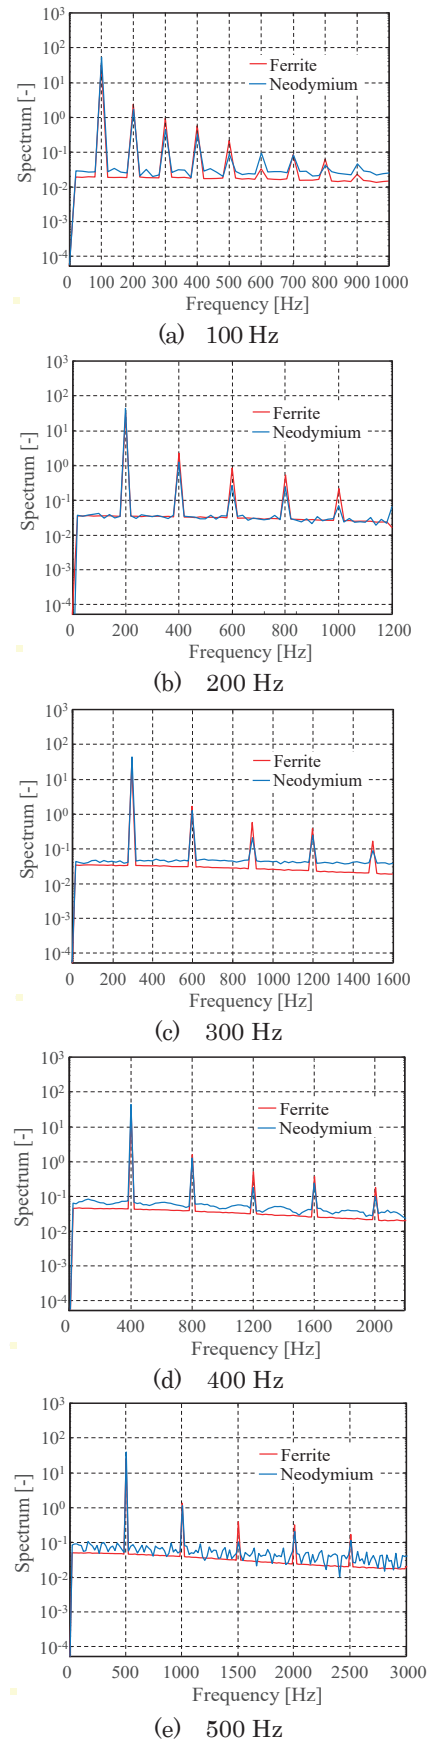 10³
10²
10¹
10⁰
10⁻¹
10⁻²
10⁻³
10⁻⁴
Spectrum [-]
Ferrite
Neodymium
0 100 200 300 400 500 600 700 800 900 1000
Frequency [Hz]
(a) 100 Hz
10³
10²
10¹
10⁰
10⁻¹
10⁻²
10⁻³
10⁻⁴
Spectrum [-]
Ferrite
Neodymium
0 200 400 600 800 1000 1200
Frequency [Hz]
(b) 200 Hz
10³
10²
10¹
10⁰
10⁻¹
10⁻²
10⁻³
10⁻⁴
Spectrum [-]
Ferrite
Neodymium
0 200 400 600 800 1000 1200 1400 1600
Frequency [Hz]
(c) 300 Hz
10³
10²
10¹
10⁰
10⁻¹
10⁻²
10⁻³
10⁻⁴
Spectrum [-]
Ferrite
Neodymium
0 400 800 1200 1600 2000
Frequency [Hz]
(d) 400 Hz
10³
10²
10¹
10⁰
10⁻¹
10⁻²
10⁻³
10⁻⁴
Spectrum [-]
Ferrite
Neodymium
0 500 1000 1500 2000 2500 3000
Frequency [Hz]
(e) 500 Hz